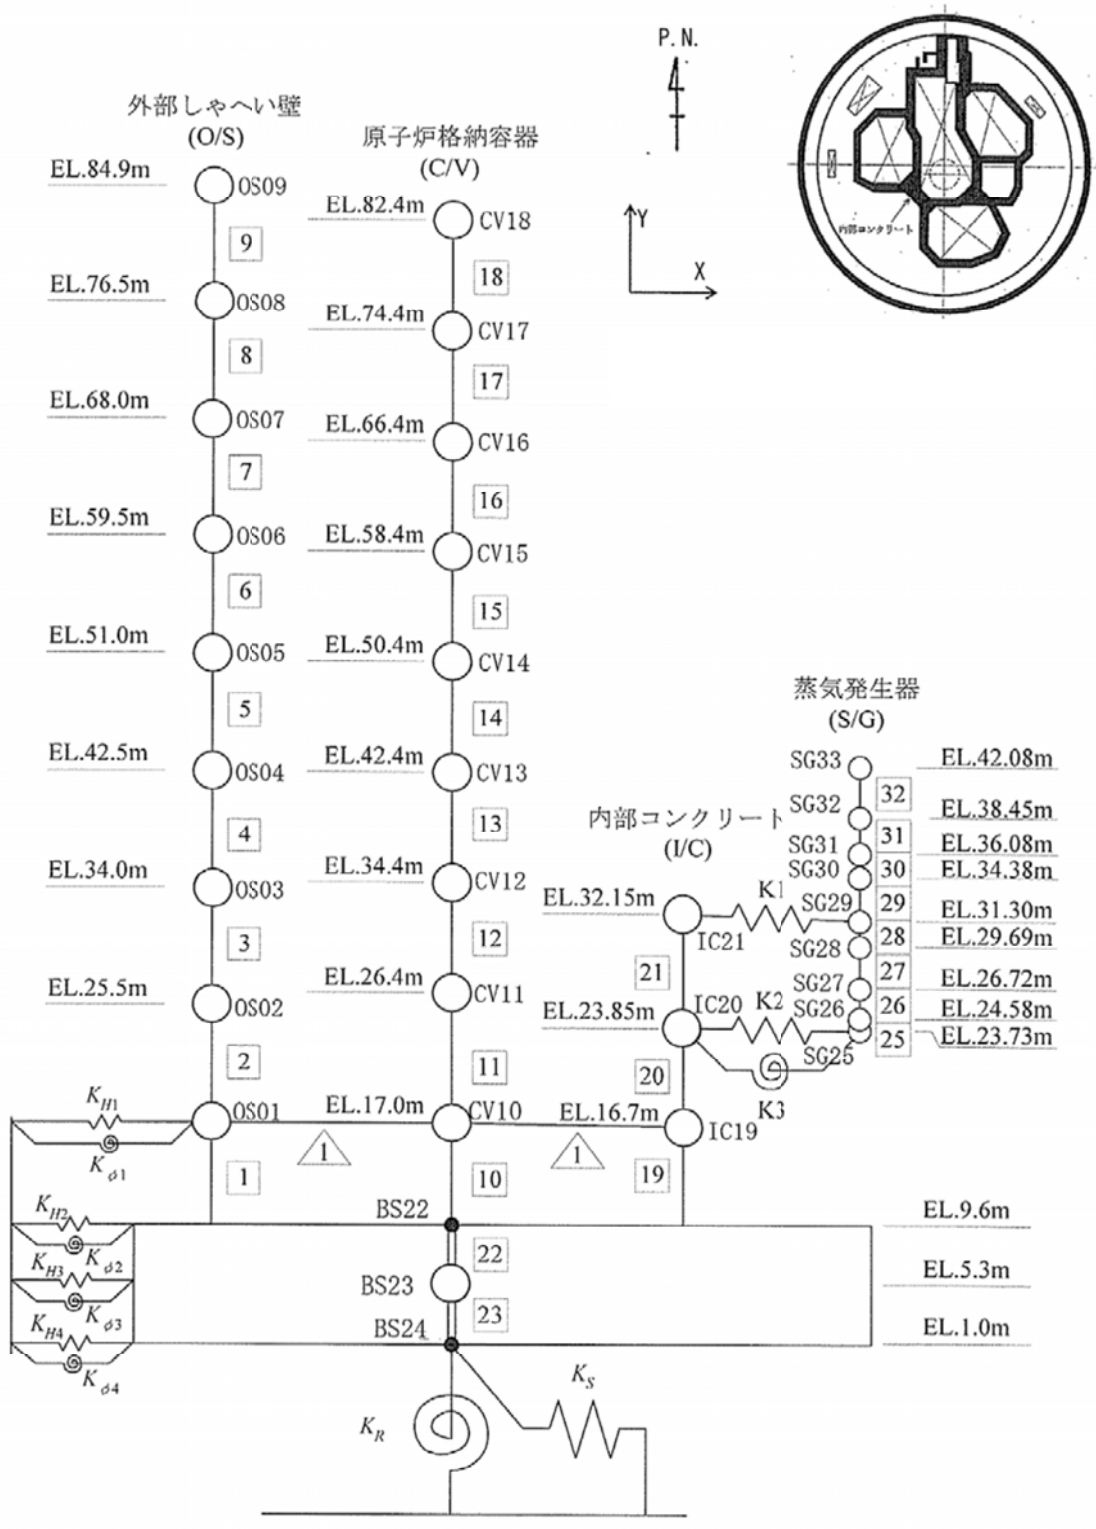 P.N.
Y
X
内部コンクリート
外部しゃへい壁
(O/S)
EL.84.9m
OS09
9
EL.76.5m
OS08
8
EL.68.0m
OS07
7
EL.59.5m
OS06
6
EL.51.0m
OS05
5
EL.42.5m
OS04
4
EL.34.0m
OS03
3
EL.25.5m
OS02
2
OS01
1
原子炉格納容器
(C/V)
EL.82.4m
CV18
18
EL.74.4m
CV17
17
EL.66.4m
CV16
16
EL.58.4m
CV15
15
EL.50.4m
CV14
14
EL.42.4m
CV13
13
EL.34.4m
CV12
12
EL.26.4m
CV11
11
EL.17.0m
CV10
10
1
1
内部コンクリート
(I/C)
EL.32.15m
IC21
21
EL.23.85m
IC20
20
EL.16.7m
IC19
19
K1
K2
K3
蒸気発生器
(S/G)
SG33
EL.42.08m
32
SG32
EL.38.45m
31
SG31
EL.36.08m
30
SG30
EL.34.38m
29
SG29
EL.31.30m
28
SG28
EL.29.69m
27
SG27
EL.26.72m
26
SG26
EL.24.58m
25
SG25
EL.23.73m
KH1
Kϕ1
KH2
Kϕ2
KH3
Kϕ3
KH4
Kϕ4
BS22
EL.9.6m
22
BS23
EL.5.3m
23
BS24
EL.1.0m
KS
KR